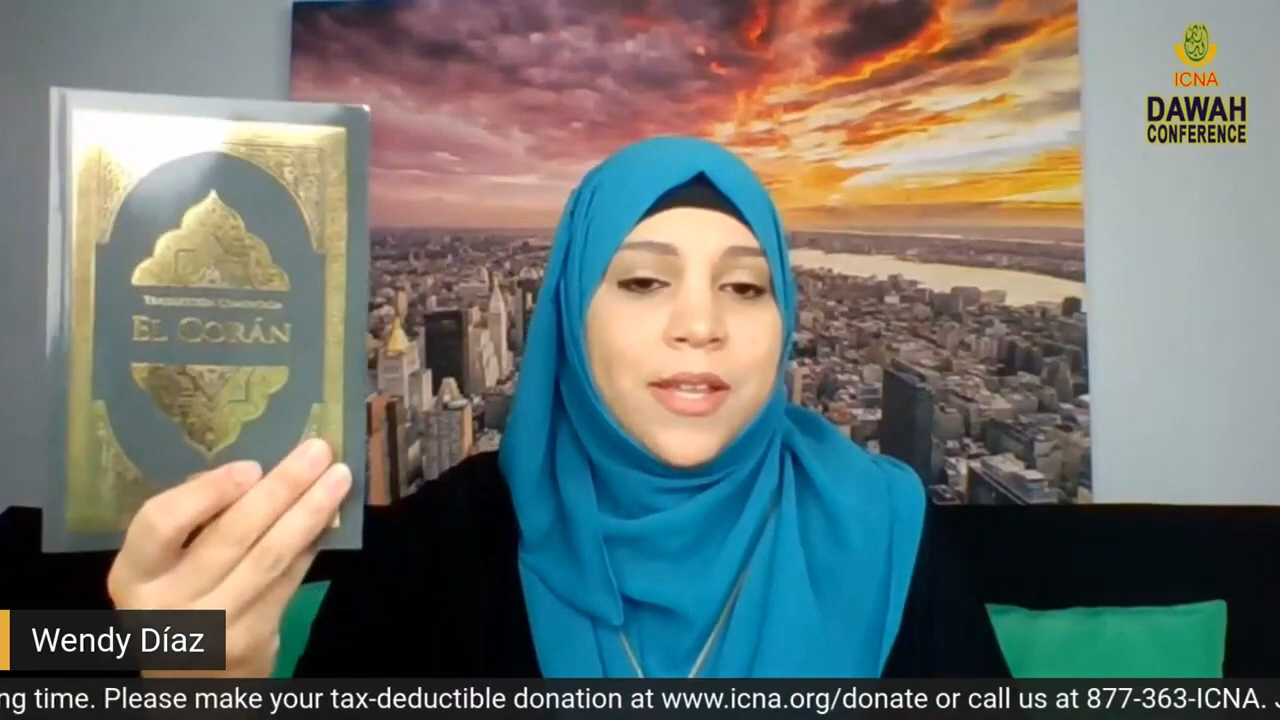 ICNA
DAWAH
CONFERENCE
TRADUCCIÓN COMENTADA
EL CORÁN
Wendy Díaz
ng time. Please make your tax-deductible donation at www.icna.org/donate or call us at 877-363-ICNA.